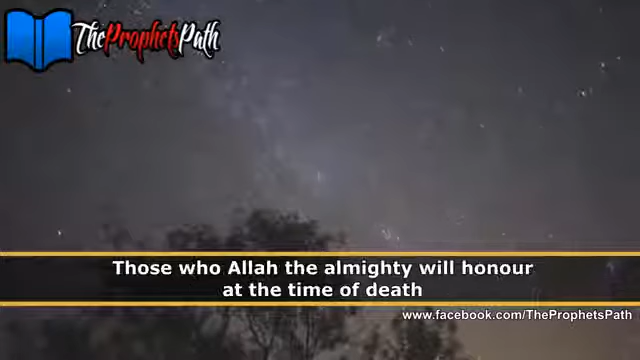 TheProphetsPath
Those who Allah the almighty will honour
at the time of death
www.facebook.com/TheProphetsPath